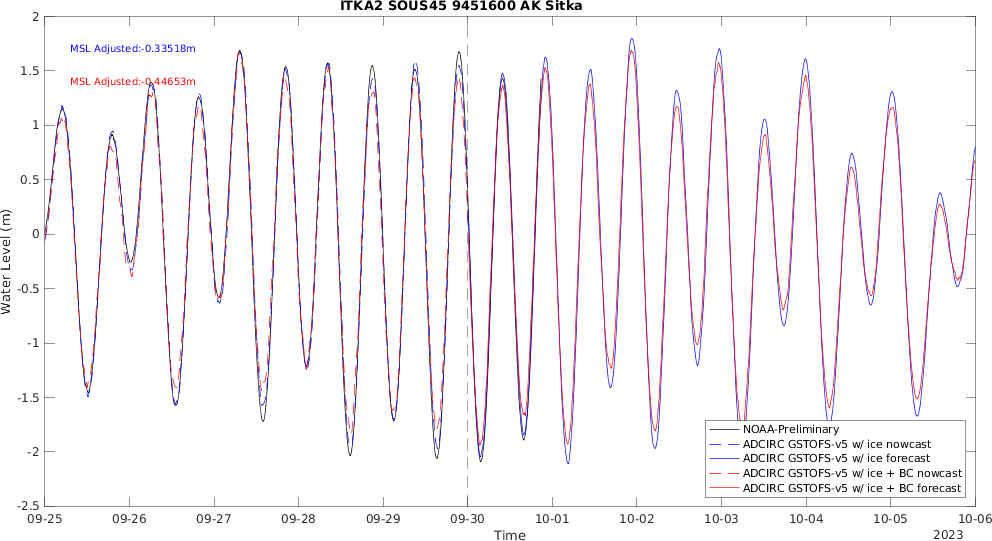 ITKA2 SOUS45 9451600 AK Sitka
MSL Adjusted:-0.33518m
MSL Adjusted:-0.44653m
Water Level (m)
2
1.5
1
0.5
0
-0.5
-1
-1.5
-2
-2.5
NOAA-Preliminary
ADCIRC GSTOFS-v5 w/ ice nowcast
ADCIRC GSTOFS-v5 w/ ice forecast
ADCIRC GSTOFS-v5 w/ ice + BC nowcast
ADCIRC GSTOFS-v5 w/ ice + BC forecast
09-25 09-26 09-27 09-28 09-29 09-30 10-01 10-02 10-03 10-04 10-05 10-06
Time
2023